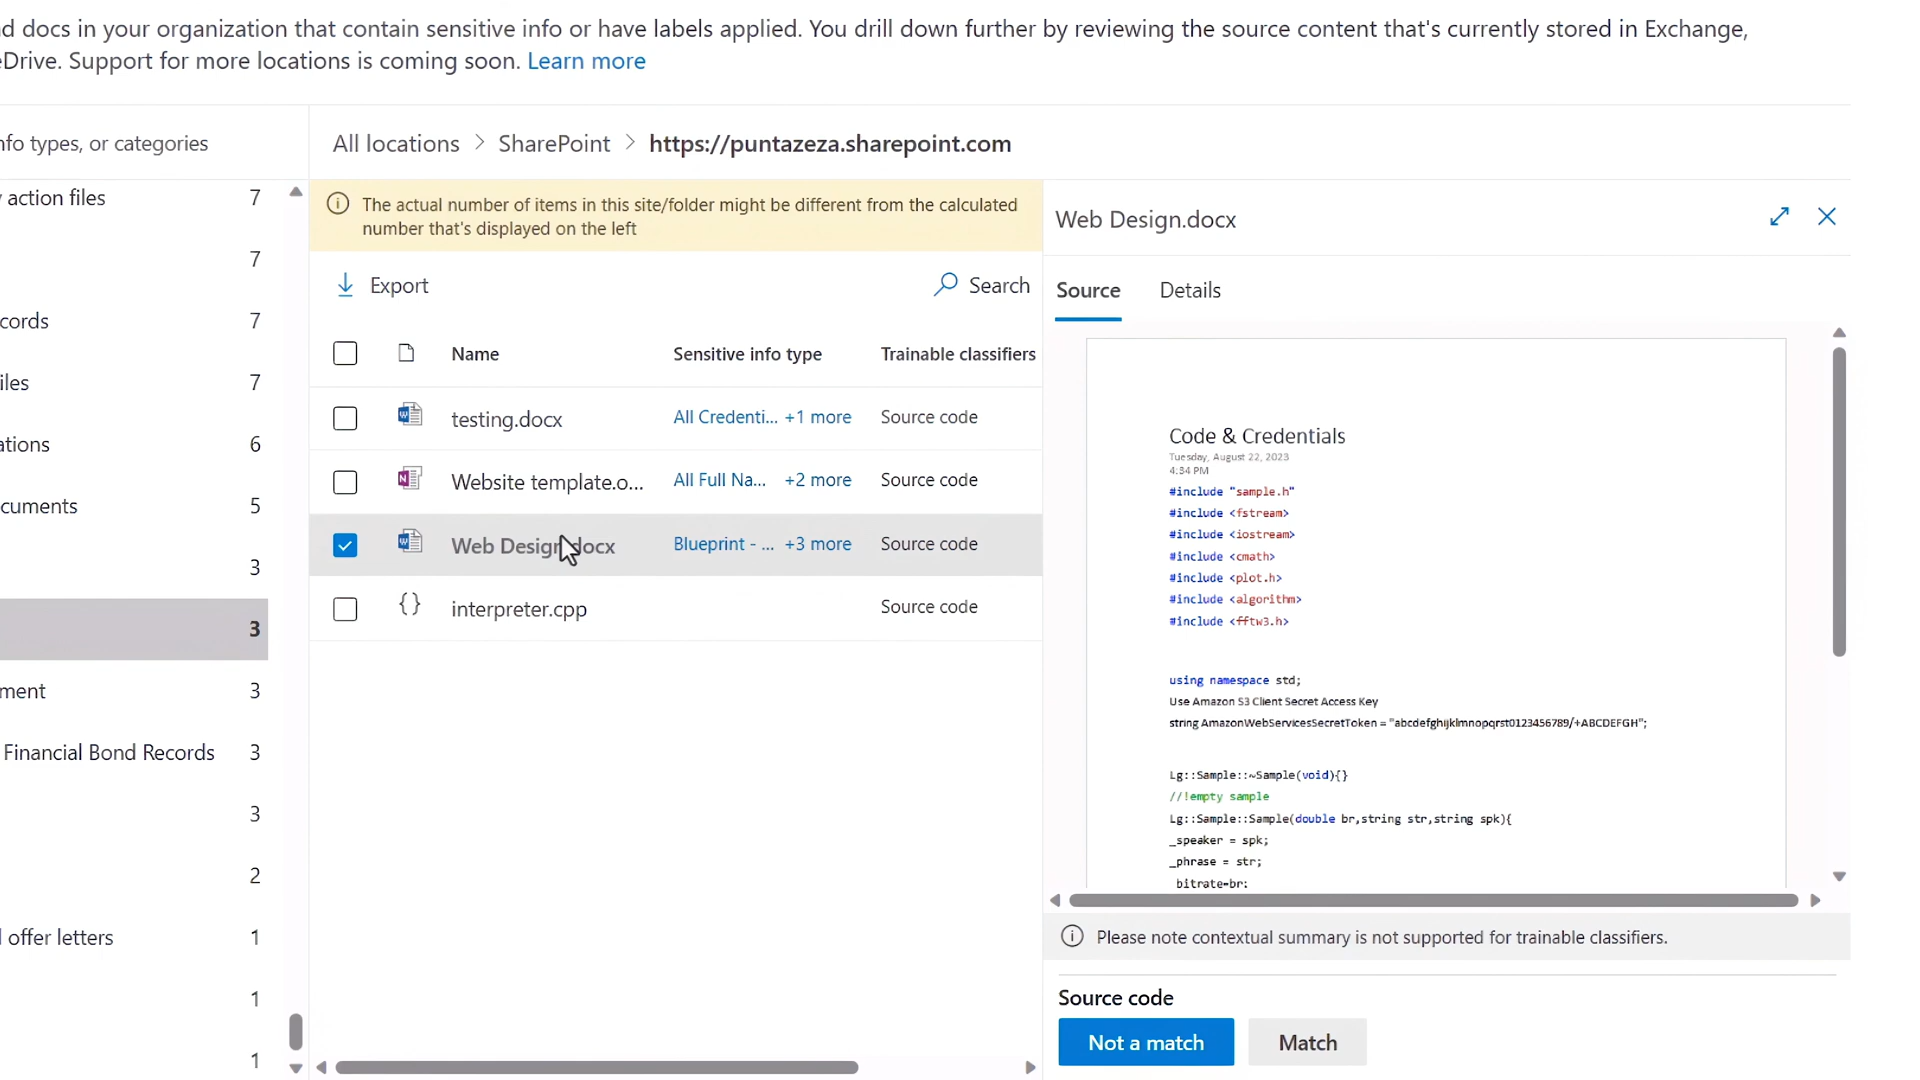 d docs in your organization that contain sensitive info or have labels applied. You drill down further by reviewing the source content that's currently stored in Exchange,
eDrive. Support for more locations is coming soon. Learn more
nfo types, or categories
All locations > SharePoint > https://puntazeza.sharepoint.com
y action files 7
7
cords 7
iles 7
ations 6
cuments 5
3
3
ment 3
Financial Bond Records 3
3
2
l offer letters 1
1
1
The actual number of items in this site/folder might be different from the calculated
number that's displayed on the left
Export
Search
Name Sensitive info type Trainable classifiers
testing.docx All Credenti... +1 more Source code
Website template.o... All Full Na... +2 more Source code
Web Design.docx Blueprint - ... +3 more Source code
interpreter.cpp Source code
Web Design.docx
Source Details
Code & Credentials
Tuesday, August 22, 2023
4:34 PM
#include "sample.h"
#include <fstream>
#include <iostream>
#include <cmath>
#include <plot.h>
#include <algorithm>
#include <fftw3.h>
using namespace std;
Use Amazon S3 Client Secret Access Key
string AmazonWebServicesSecretToken = "abcdefghijklmnopqrst0123456789/+ABCDEFGH";
Lg::Sample::~Sample(void){}
//!empty sample
Lg::Sample::Sample(double br,string str,string spk){
_speaker = spk;
_phrase = str;
_bitrate=br;
Please note contextual summary is not supported for trainable classifiers.
Source code
Not a match
Match